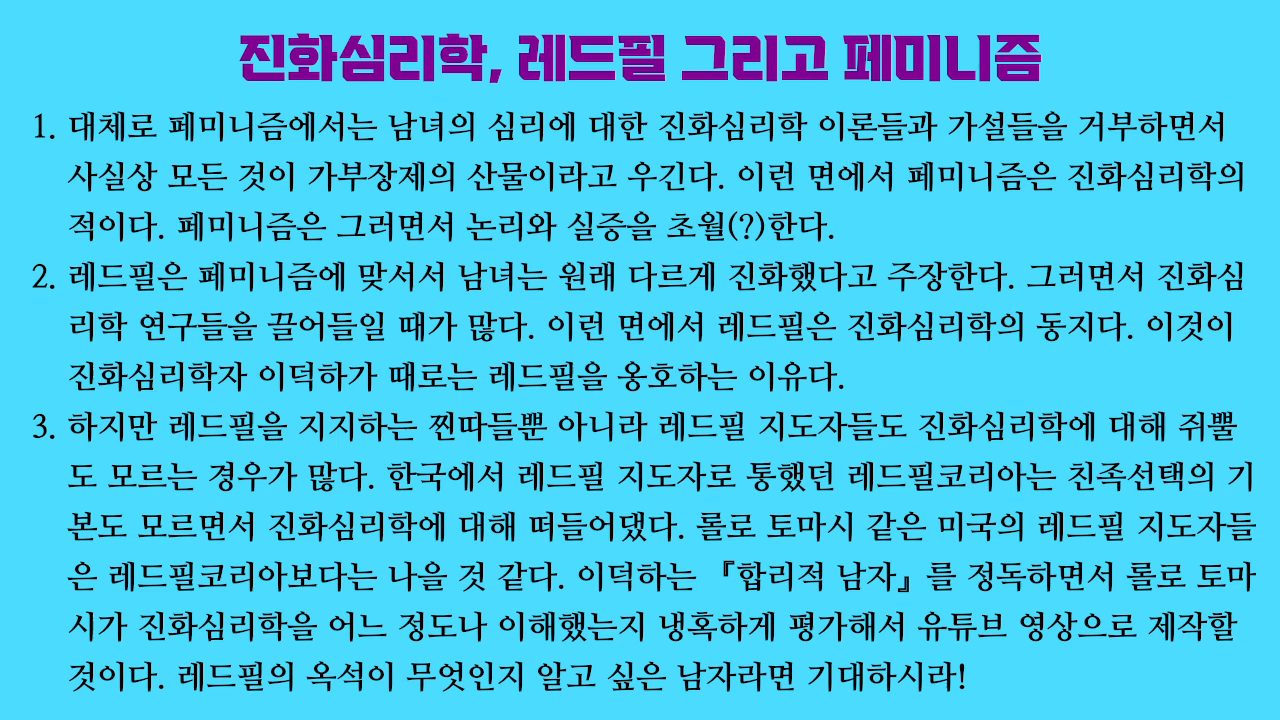 진화심리학, 레드필 그리고 페미니즘
1. 대체로 페미니즘에서는 남녀의 심리에 대한 진화심리학 이론들과 가설들을 거부하면서
사실상 모든 것이 가부장제의 산물이라고 우긴다. 이런 면에서 페미니즘은 진화심리학의
적이다. 페미니즘은 그러면서 논리와 실증을 초월(?)한다.
2. 레드필은 페미니즘에 맞서서 남녀는 원래 다르게 진화했다고 주장한다. 그러면서 진화심
리학 연구들을 끌어들일 때가 많다. 이런 면에서 레드필은 진화심리학의 동지다. 이것이
진화심리학자 이덕하가 때로는 레드필을 옹호하는 이유다.
3. 하지만 레드필을 지지하는 찐따들뿐 아니라 레드필 지도자들도 진화심리학에 대해 쥐뿔
도 모르는 경우가 많다. 한국에서 레드필 지도자로 통했던 레드필코리아는 친족선택의 기
본도 모르면서 진화심리학에 대해 떠들어댔다. 롤로 토마시 같은 미국의 레드필 지도자들
은 레드필코리아보다는 나을 것 같다. 이덕하는 『합리적 남자』를 정독하면서 롤로 토마
시가 진화심리학을 어느 정도나 이해했는지 냉혹하게 평가해서 유튜브 영상으로 제작할
것이다. 레드필의 옥석이 무엇인지 알고 싶은 남자라면 기대하시라!